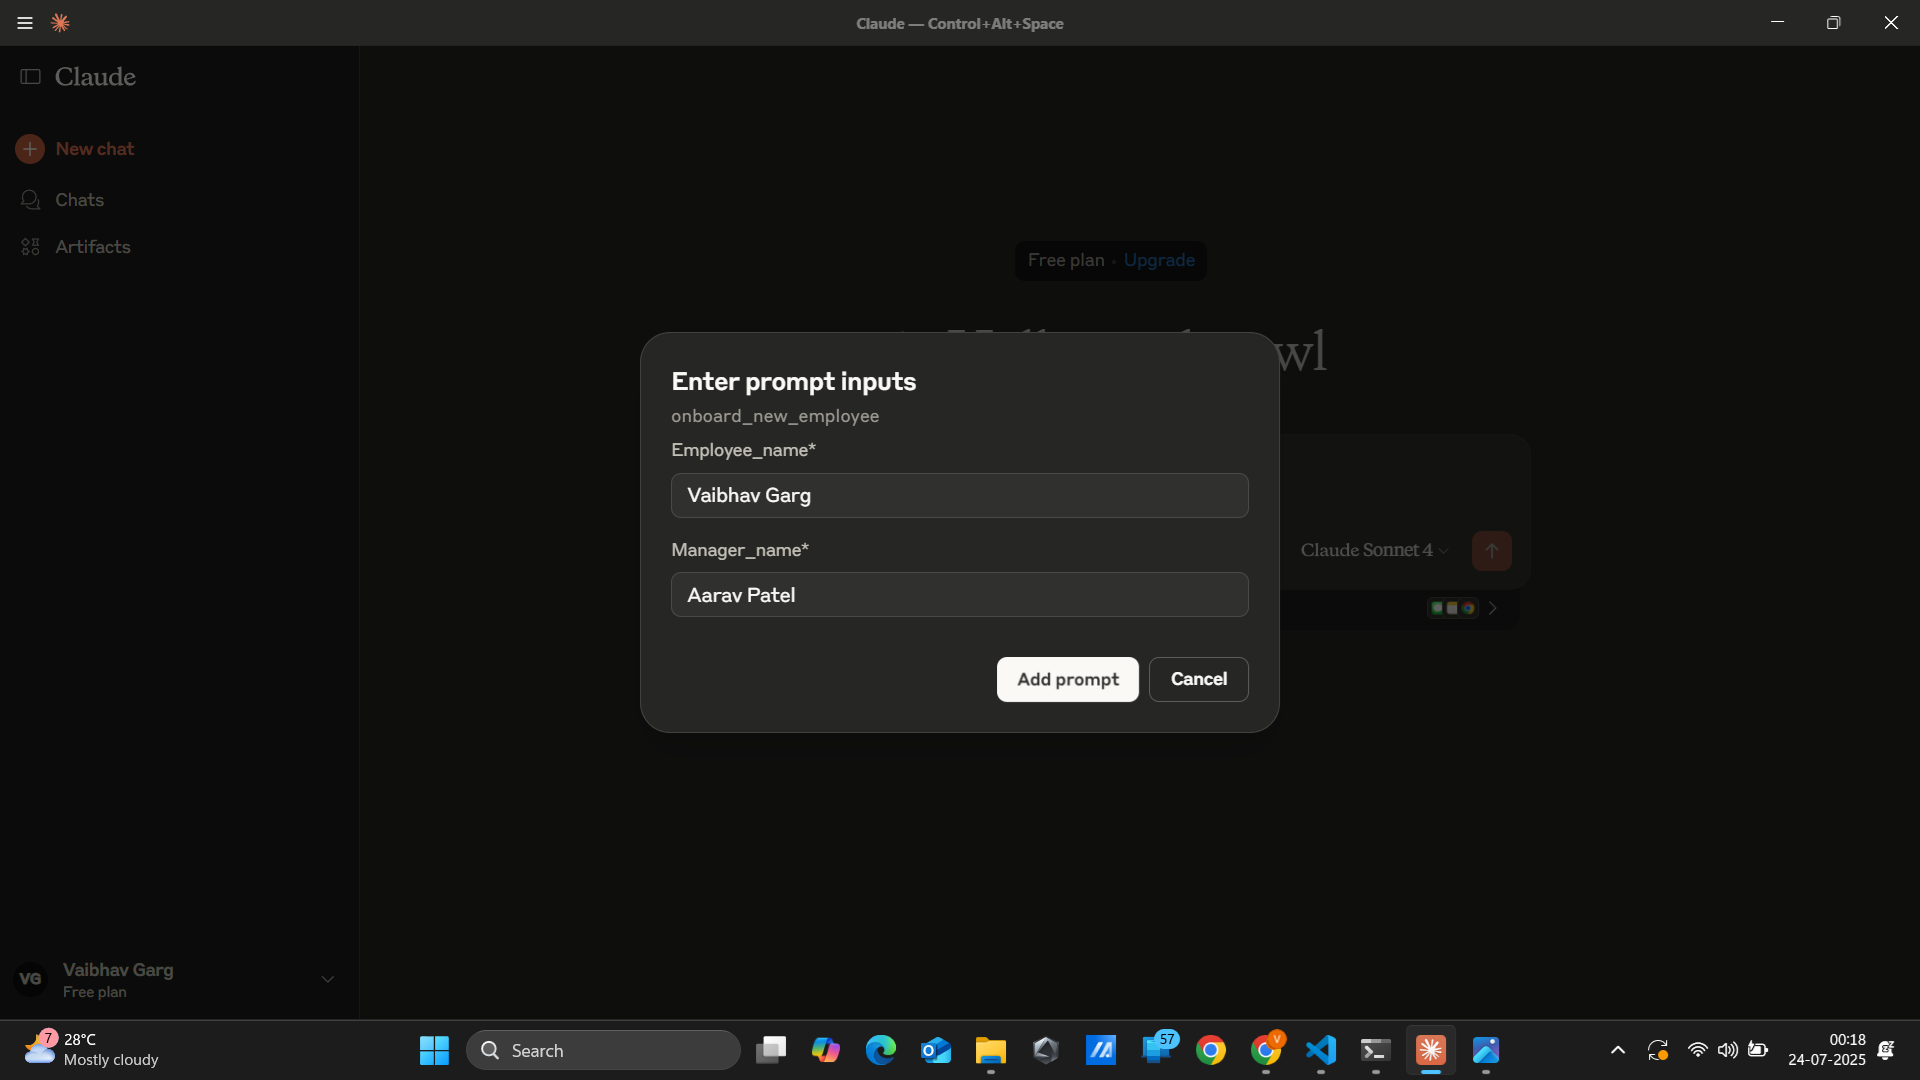 Claude — Control+Alt+Space
Claude
New chat
Chats
Artifacts
Free plan • Upgrade
wl
Enter prompt inputs
onboard_new_employee
Employee_name*
Vaibhav Garg
Manager_name*
Aarav Patel
Add prompt
Cancel
Claude Sonnet 4
VG
Vaibhav Garg
Free plan
7
28°C
Mostly cloudy
Search
57
V
00:18
24-07-2025